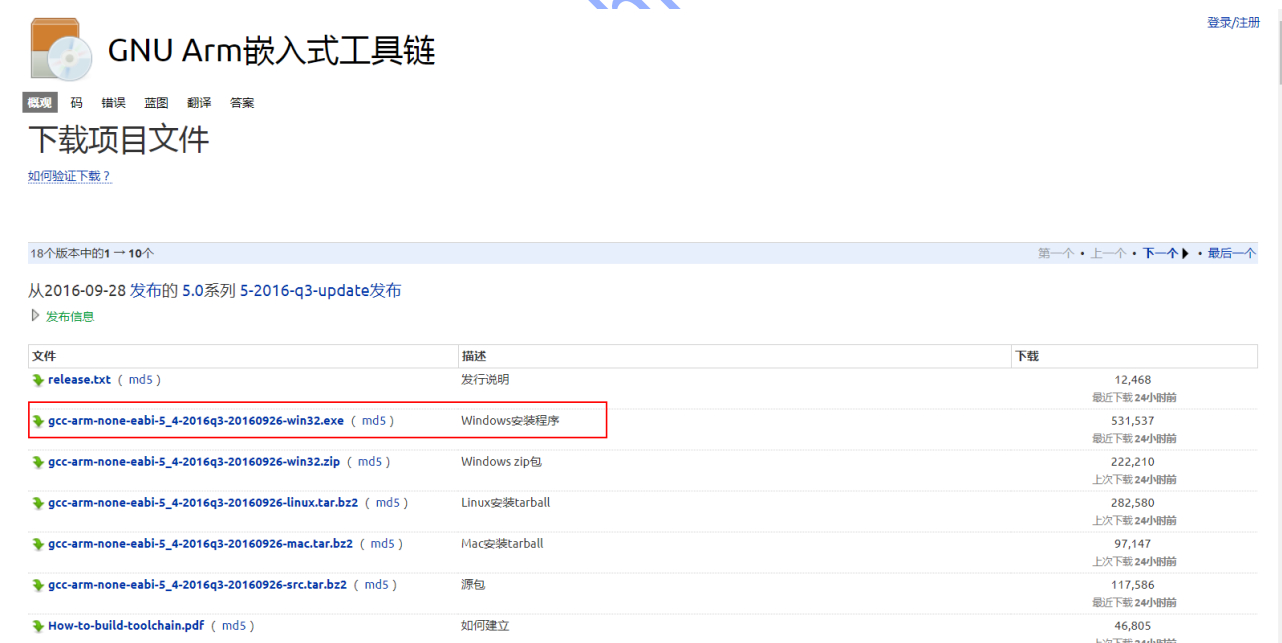 登录/注册
GNU Arm嵌入式工具链
概观 码 错误 蓝图 翻译 答案
下载项目文件
如何验证下载？
18个版本中的1 → 10个 第一个 • 上一个 • 下一个 • 最后一个
从2016-09-28 发布的 5.0系列 5-2016-q3-update发布
发布信息
文件 描述 下载
release.txt ( md5 ) 发行说明 12,468
最近下载 24小时前
gcc-arm-none-eabi-5_4-2016q3-20160926-win32.exe ( md5 ) Windows安装程序 531,537
最近下载 24小时前
gcc-arm-none-eabi-5_4-2016q3-20160926-win32.zip ( md5 ) Windows zip包 222,210
上次下载 24小时前
gcc-arm-none-eabi-5_4-2016q3-20160926-linux.tar.bz2 ( md5 ) Linux安装tarball 282,580
上次下载 24小时前
gcc-arm-none-eabi-5_4-2016q3-20160926-mac.tar.bz2 ( md5 ) Mac安装tarball 97,147
上次下载 24小时前
gcc-arm-none-eabi-5_4-2016q3-20160926-src.tar.bz2 ( md5 ) 源包 117,586
最近下载 24小时前
How-to-build-toolchain.pdf ( md5 ) 如何建立 46,805
上次下载 24小时前